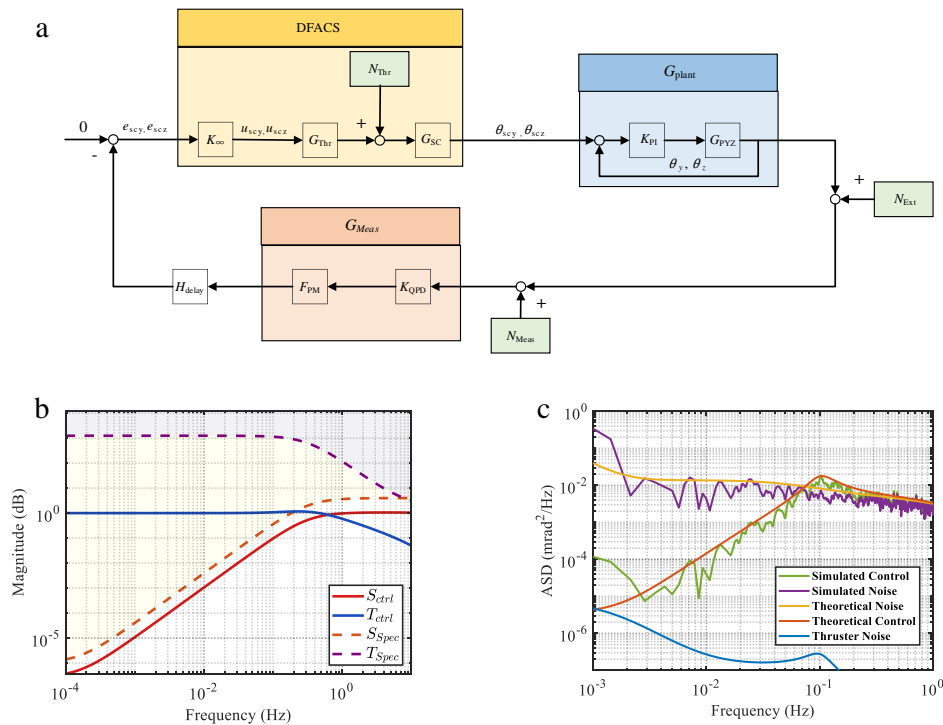 a
DFACS
N_Thr
G_plant
0
e_scy, e_scz
u_scy, u_scz
+
θ_scy, θ_scz
K_∞
G_Thr
G_SC
K_PI
G_PYZ
-
θ_y, θ_z
+
N_Ext
G_Meas
H_delay
F_PM
K_QPD
+
N_Meas
b
Magnitude (dB)
10^0
10^-5
10^-4
10^-2
10^0
Frequency (Hz)
S_ctrl
T_ctrl
S_Spec
T_Spec
c
ASD (mrad^2/Hz)
10^0
10^-2
10^-4
10^-6
10^-3
10^-2
10^-1
10^0
Frequency (Hz)
Simulated Control
Simulated Noise
Theoretical Noise
Theoretical Control
Thruster Noise